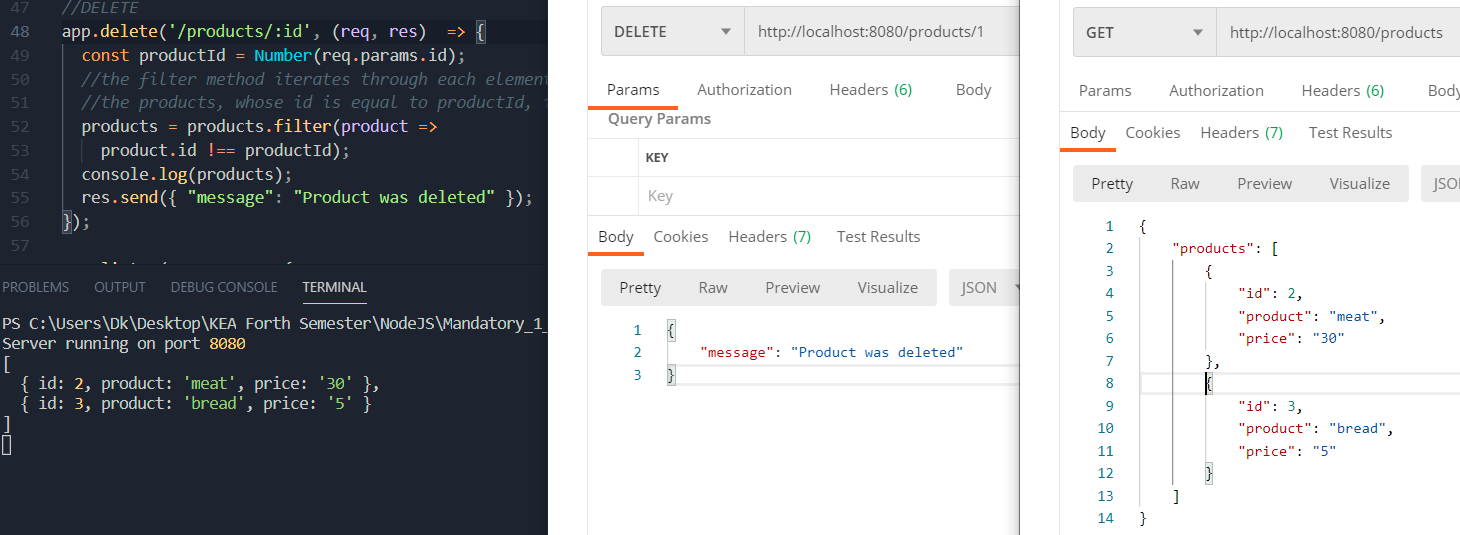 47 //DELETE
48 app.delete('/products/:id', (req, res) => {
49 const productId = Number(req.params.id);
50 //the filter method iterates through each element
51 //the products, whose id is equal to productId,
52 products = products.filter(product =>
53 product.id !== productId);
54 console.log(products);
55 res.send({ "message": "Product was deleted" });
56 });
57
PROBLEMS OUTPUT DEBUG CONSOLE TERMINAL
PS C:\Users\Dk\Desktop\KEA Forth Semester\NodeJS\Mandatory_1_
Server running on port 8080
[
{ id: 2, product: 'meat', price: '30' },
{ id: 3, product: 'bread', price: '5' }
]
DELETE http://localhost:8080/products/1
Params Authorization Headers (6) Body
Query Params
KEY
Key
Body Cookies Headers (7) Test Results
Pretty Raw Preview Visualize JSON
1 {
2 "message": "Product was deleted"
3 }
GET http://localhost:8080/products
Params Authorization Headers (6) Body
Body Cookies Headers (7) Test Results
Pretty Raw Preview Visualize JSO
1 {
2 "products": [
3 {
4 "id": 2,
5 "product": "meat",
6 "price": "30"
7 },
8 {
9 "id": 3,
10 "product": "bread",
11 "price": "5"
12 }
13 ]
14 }